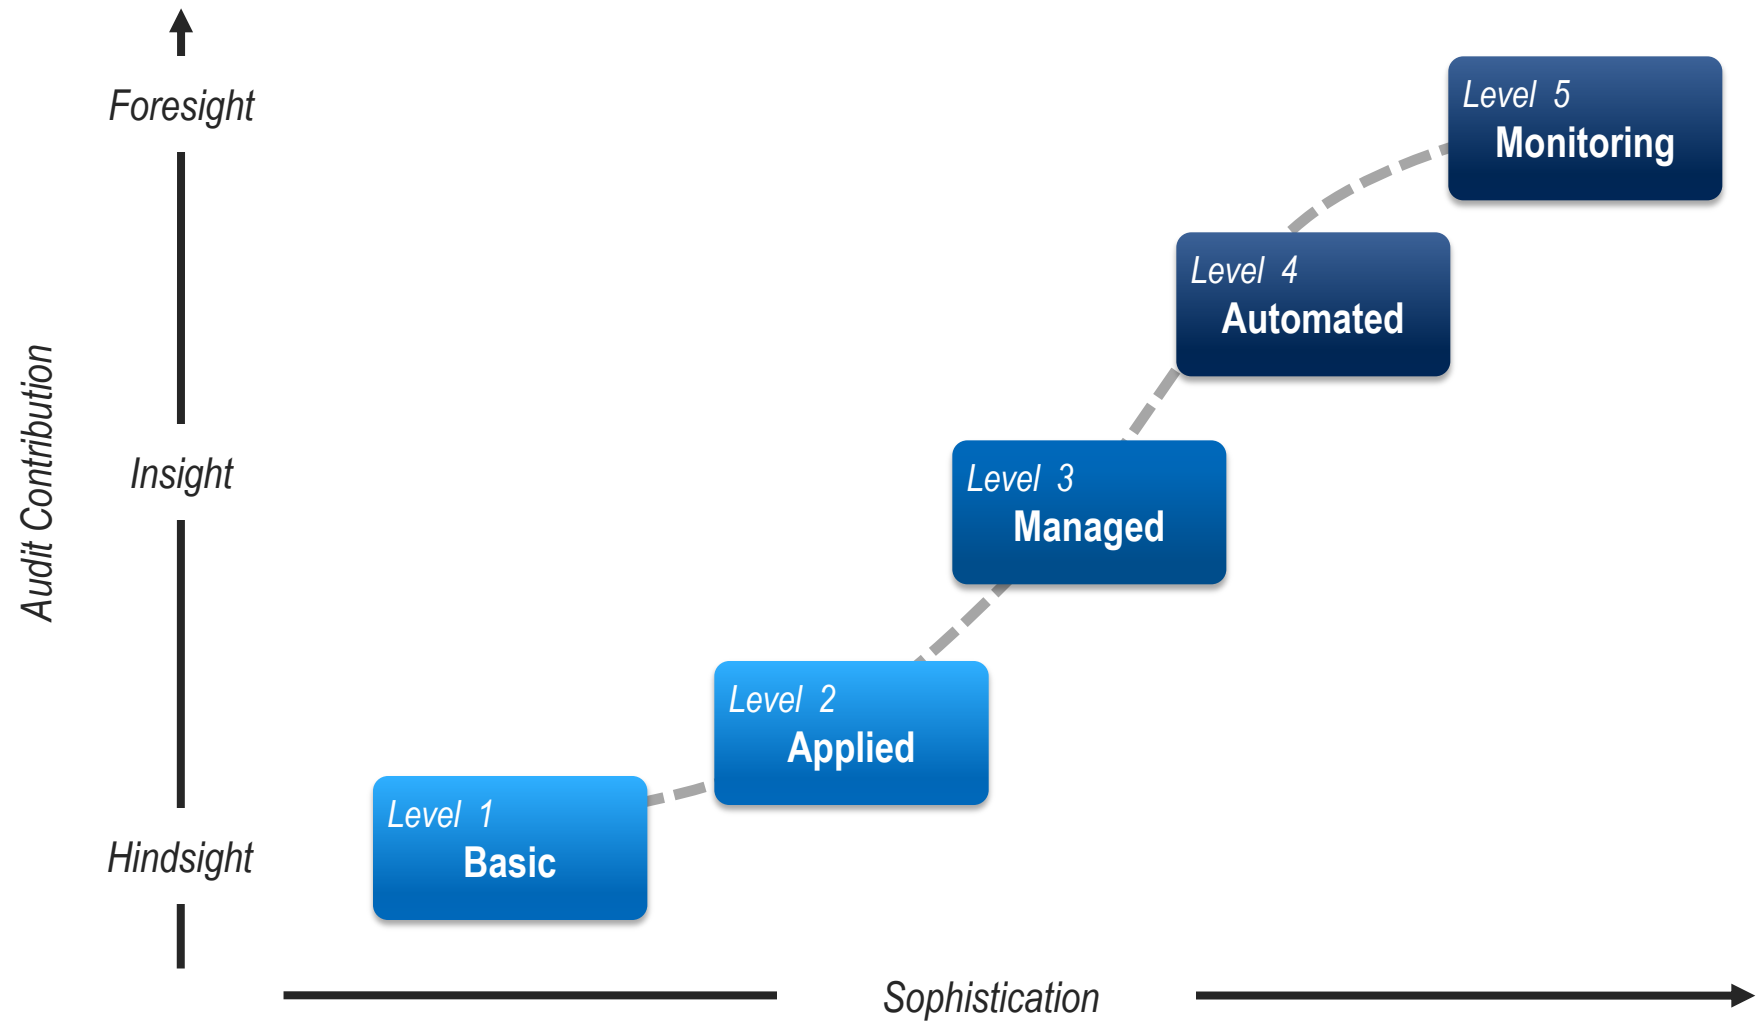 Foresight
Insight
Hindsight
Audit Contribution
Level 5
Monitoring
Level 4
Automated
Level 3
Managed
Level 2
Applied
Level 1
Basic
Sophistication